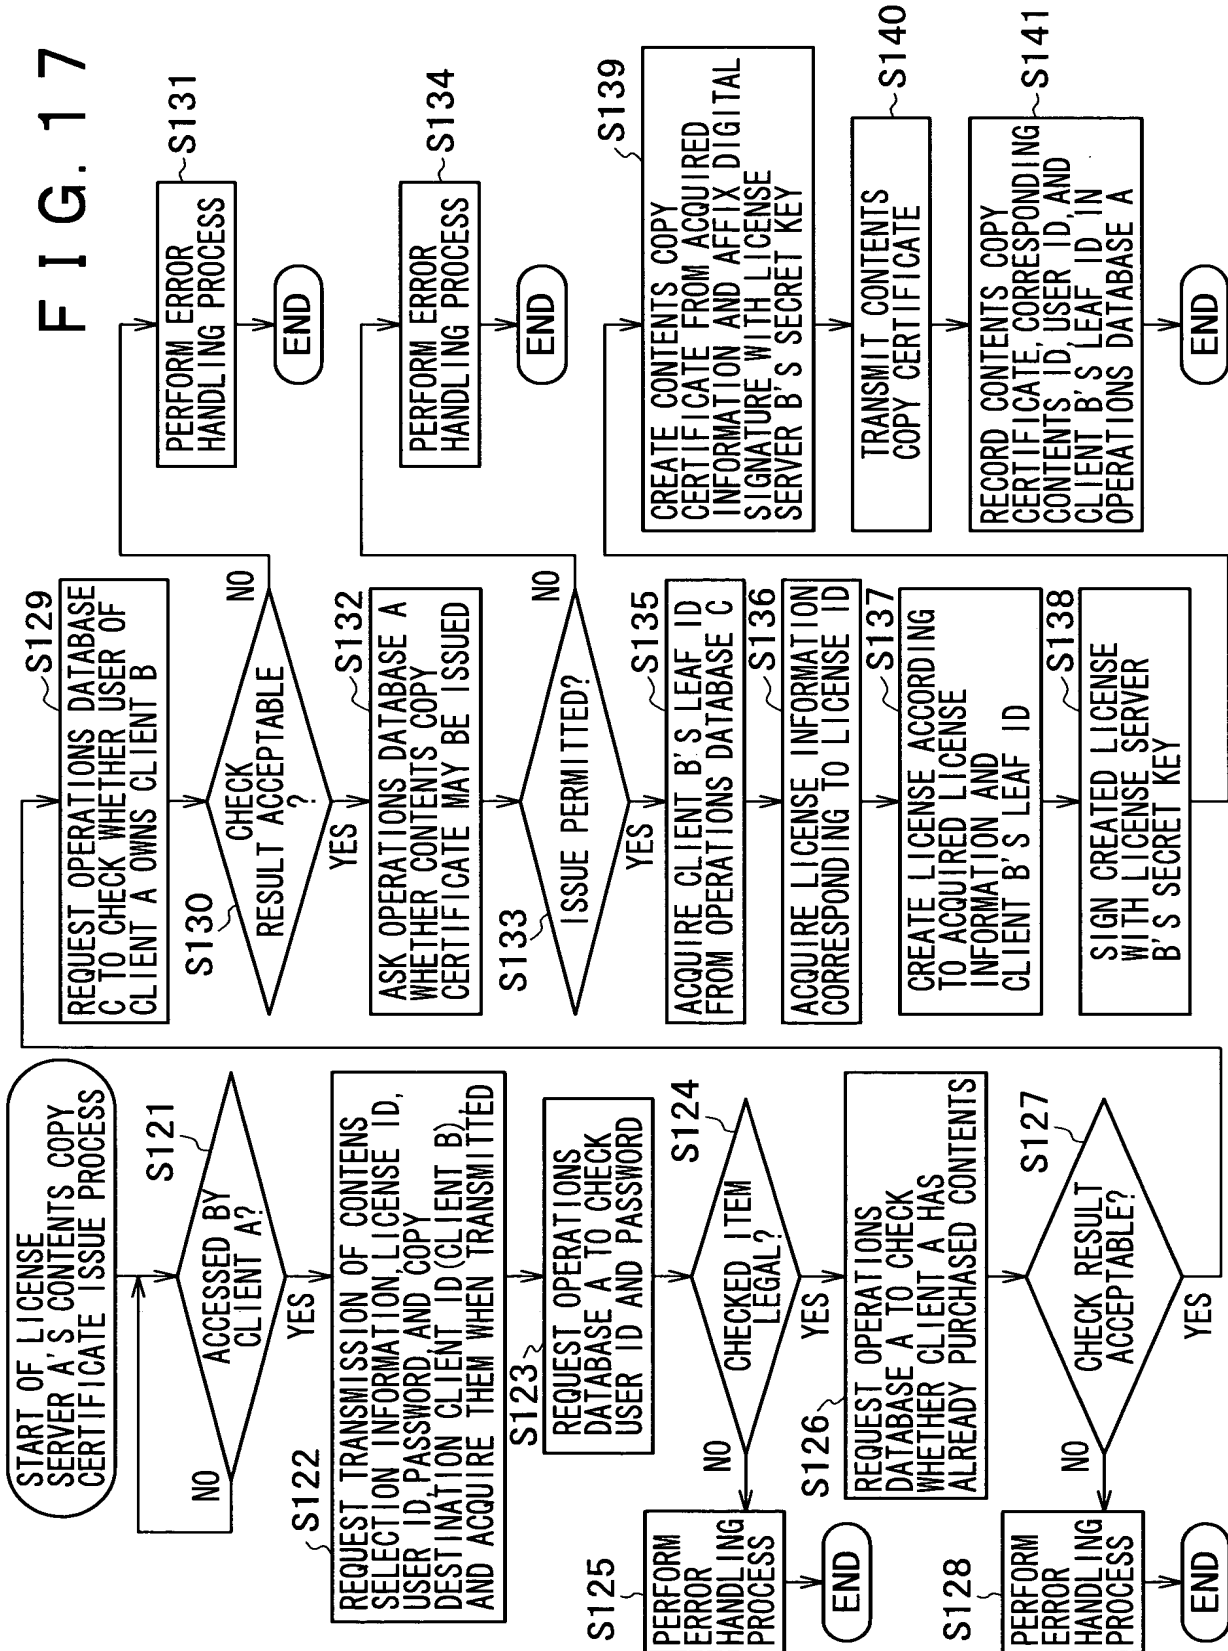 FIG. 17
START OF LICENSE
SERVER A'S CONTENTS COPY
CERTIFICATE ISSUE PROCESS
S121
ACCESSED BY
CLIENT A?
NO
YES
S122
REQUEST TRANSMISSION OF CONTENS
SELECTION INFORMATION, LICENSE ID,
USER ID, PASSWORD, AND COPY
DESTINATION CLIENT ID (CLIENT B),
AND ACQUIRE THEM WHEN TRANSMITTED
S123
REQUEST OPERATIONS
DATABASE A TO CHECK
USER ID AND PASSWORD
S124
CHECKED ITEM
LEGAL?
NO
YES
S125
PERFORM
ERROR
HANDLING
PROCESS
END
S126
REQUEST OPERATIONS
DATABASE A TO CHECK
WHETHER CLIENT A HAS
ALREADY PURCHASED CONTENTS
S127
CHECK RESULT
ACCEPTABLE?
NO
YES
S128
PERFORM
ERROR
HANDLING
PROCESS
END
S129
REQUEST OPERATIONS DATABASE
C TO CHECK WHETHER USER OF
CLIENT A OWNS CLIENT B
S130
CHECK
RESULT ACCEPTABLE
?
NO
YES
S131
PERFORM ERROR
HANDLING PROCESS
END
S132
ASK OPERATIONS DATABASE A
WHETHER CONTENTS COPY
CERTIFICATE MAY BE ISSUED
S133
ISSUE PERMITTED?
NO
YES
S134
PERFORM ERROR
HANDLING PROCESS
END
S135
ACQUIRE CLIENT B'S LEAF ID
FROM OPERATIONS DATABASE C
S136
ACQUIRE LICENSE INFORMATION
CORRESPONDING TO LICENSE ID
S137
CREATE LICENSE ACCORDING
TO ACQUIRED LICENSE
INFORMATION AND
CLIENT B'S LEAF ID
S138
SIGN CREATED LICENSE
WITH LICENSE SERVER
B'S SECRET KEY
S139
CREATE CONTENTS COPY
CERTIFICATE FROM ACQUIRED
INFORMATION AND AFFIX DIGITAL
SIGNATURE WITH LICENSE
SERVER B'S SECRET KEY
S140
TRANSMIT CONTENTS
COPY CERTIFICATE
S141
RECORD CONTENTS COPY
CERTIFICATE, CORRESPONDING
CONTENTS ID, USER ID, AND
CLIENT B'S LEAF ID IN
OPERATIONS DATABASE A
END